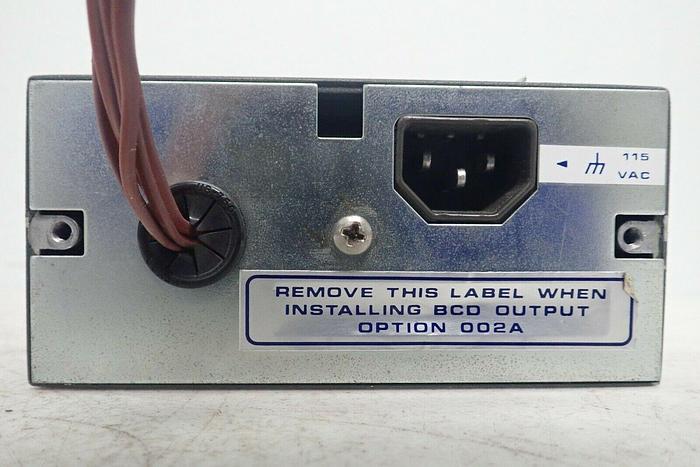 115
VAC
REMOVE THIS LABEL WHEN
INSTALLING BCD OUTPUT
OPTION 002A